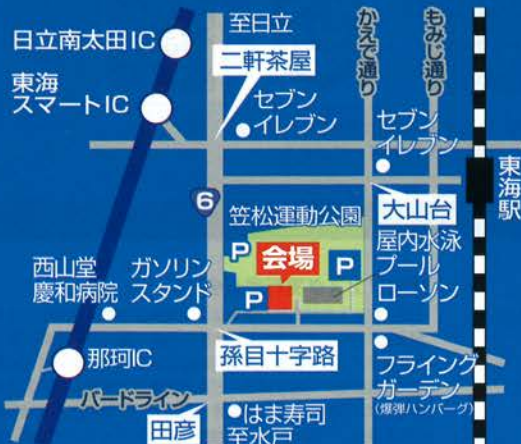 日立南太田IC
至日立
かえで通り
もみじ通り
二軒茶屋
東海
スマートIC
セブン
イレブン
セブン
イレブン
東海駅
6
大山台
笠松運動公園
屋内水泳
プール
P
会場
P
西山堂
慶和病院
ガソリン
スタンド
P
ローソン
那珂IC
孫目十字路
フライング
ガーデン
(爆弾ハンバーグ)
バードライン
田彦
はま寿司
至水戸